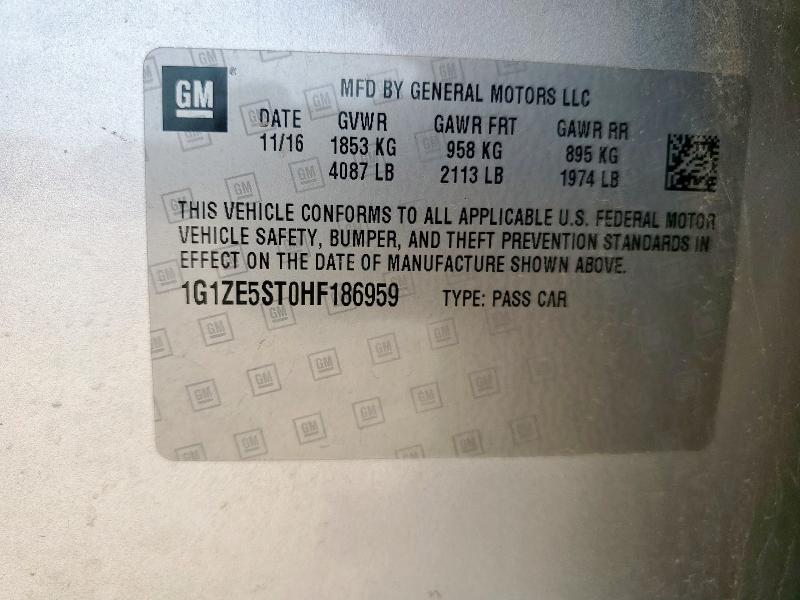 GM
MFD BY GENERAL MOTORS LLC
DATE GVWR GAWR FRT GAWR RR
11/16 1853 KG 958 KG 895 KG
4087 LB 2113 LB 1974 LB
THIS VEHICLE CONFORMS TO ALL APPLICABLE U.S. FEDERAL MOTOR
VEHICLE SAFETY, BUMPER, AND THEFT PREVENTION STANDARDS IN
EFFECT ON THE DATE OF MANUFACTURE SHOWN ABOVE.
1G1ZE5ST0HF186959 TYPE: PASS CAR